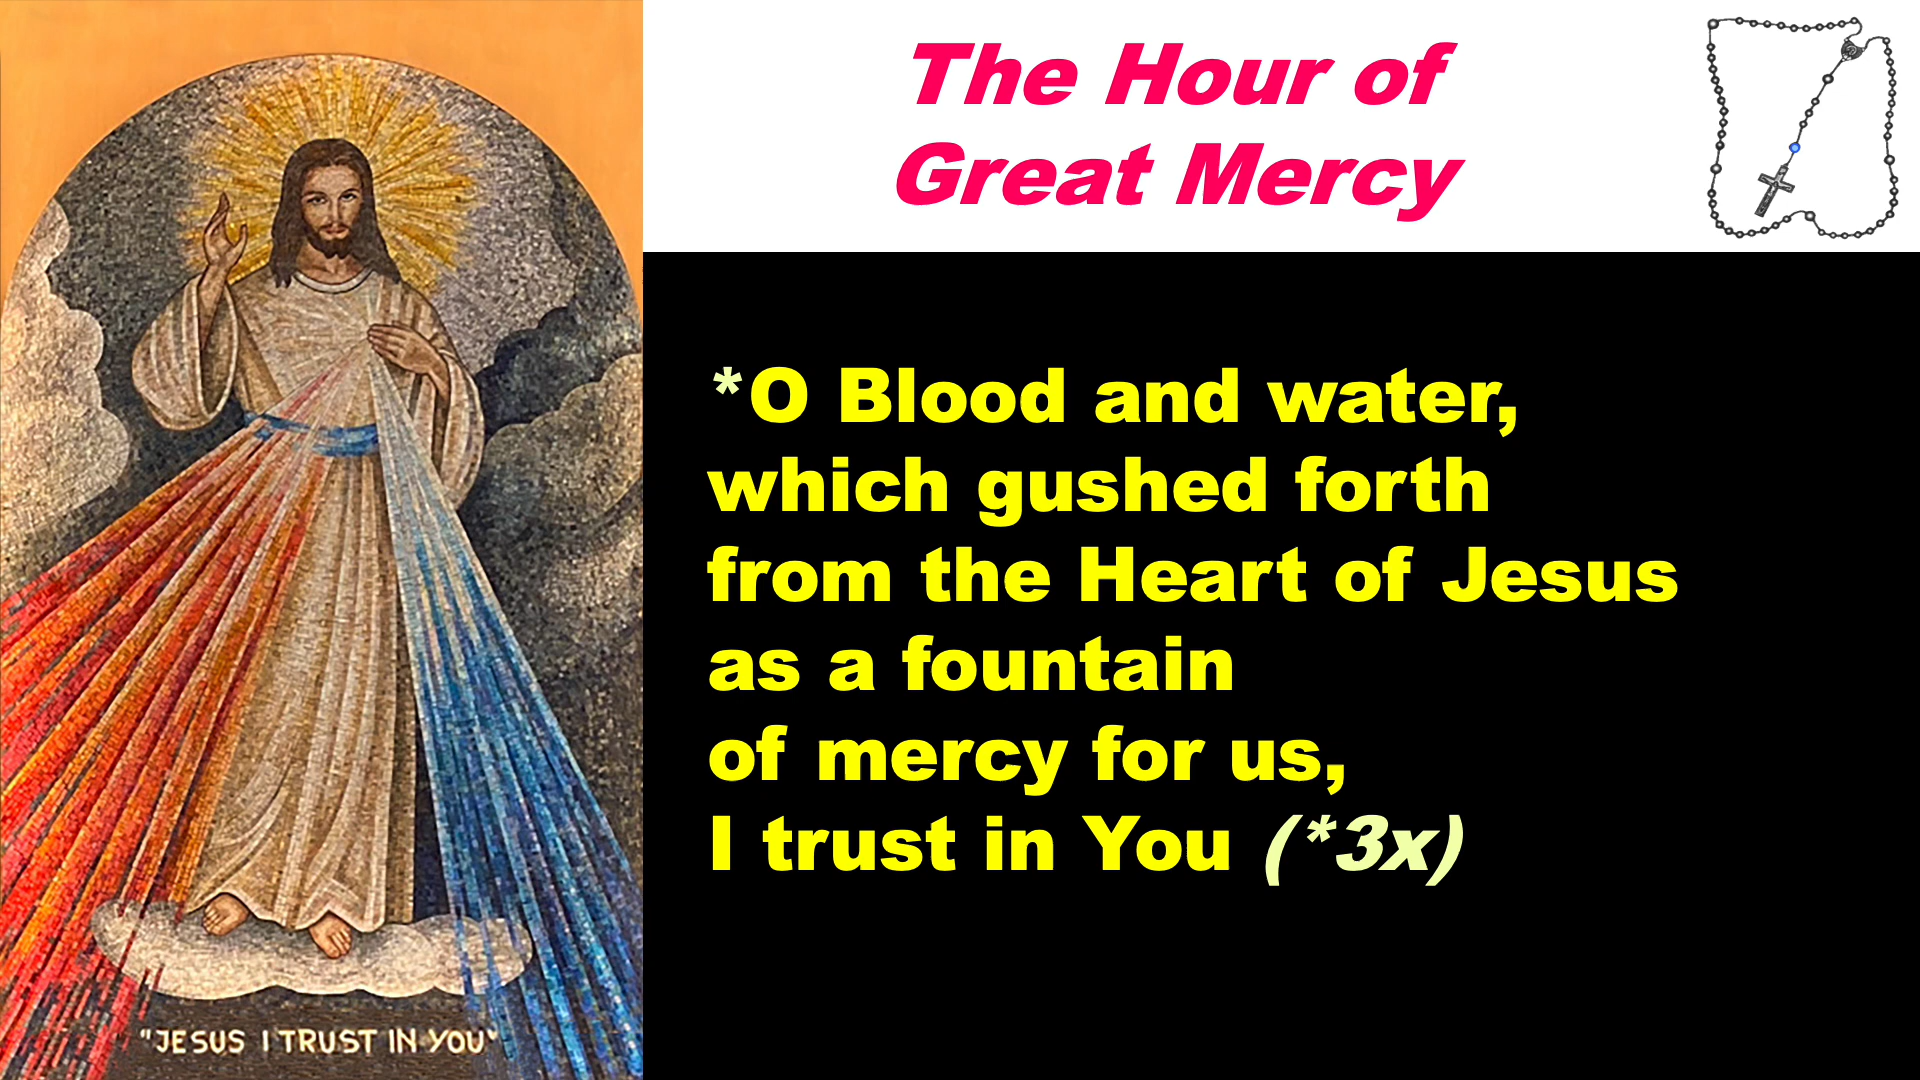 The Hour of
Great Mercy
*O Blood and water,
which gushed forth
from the Heart of Jesus
as a fountain
of mercy for us,
I trust in You (*3x)
"JESUS I TRUST IN YOU"